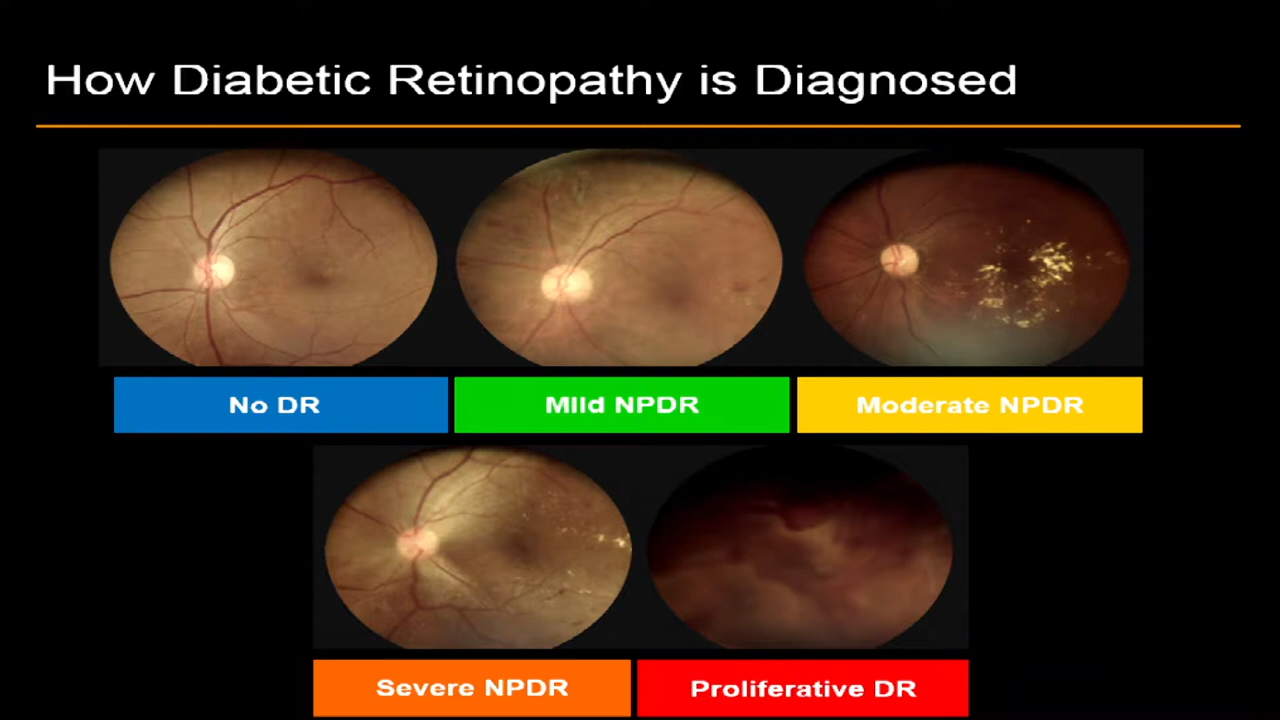 How Diabetic Retinopathy is Diagnosed
No DR
MIld NPDR
Moderate NPDR
Severe NPDR
Proliferative DR